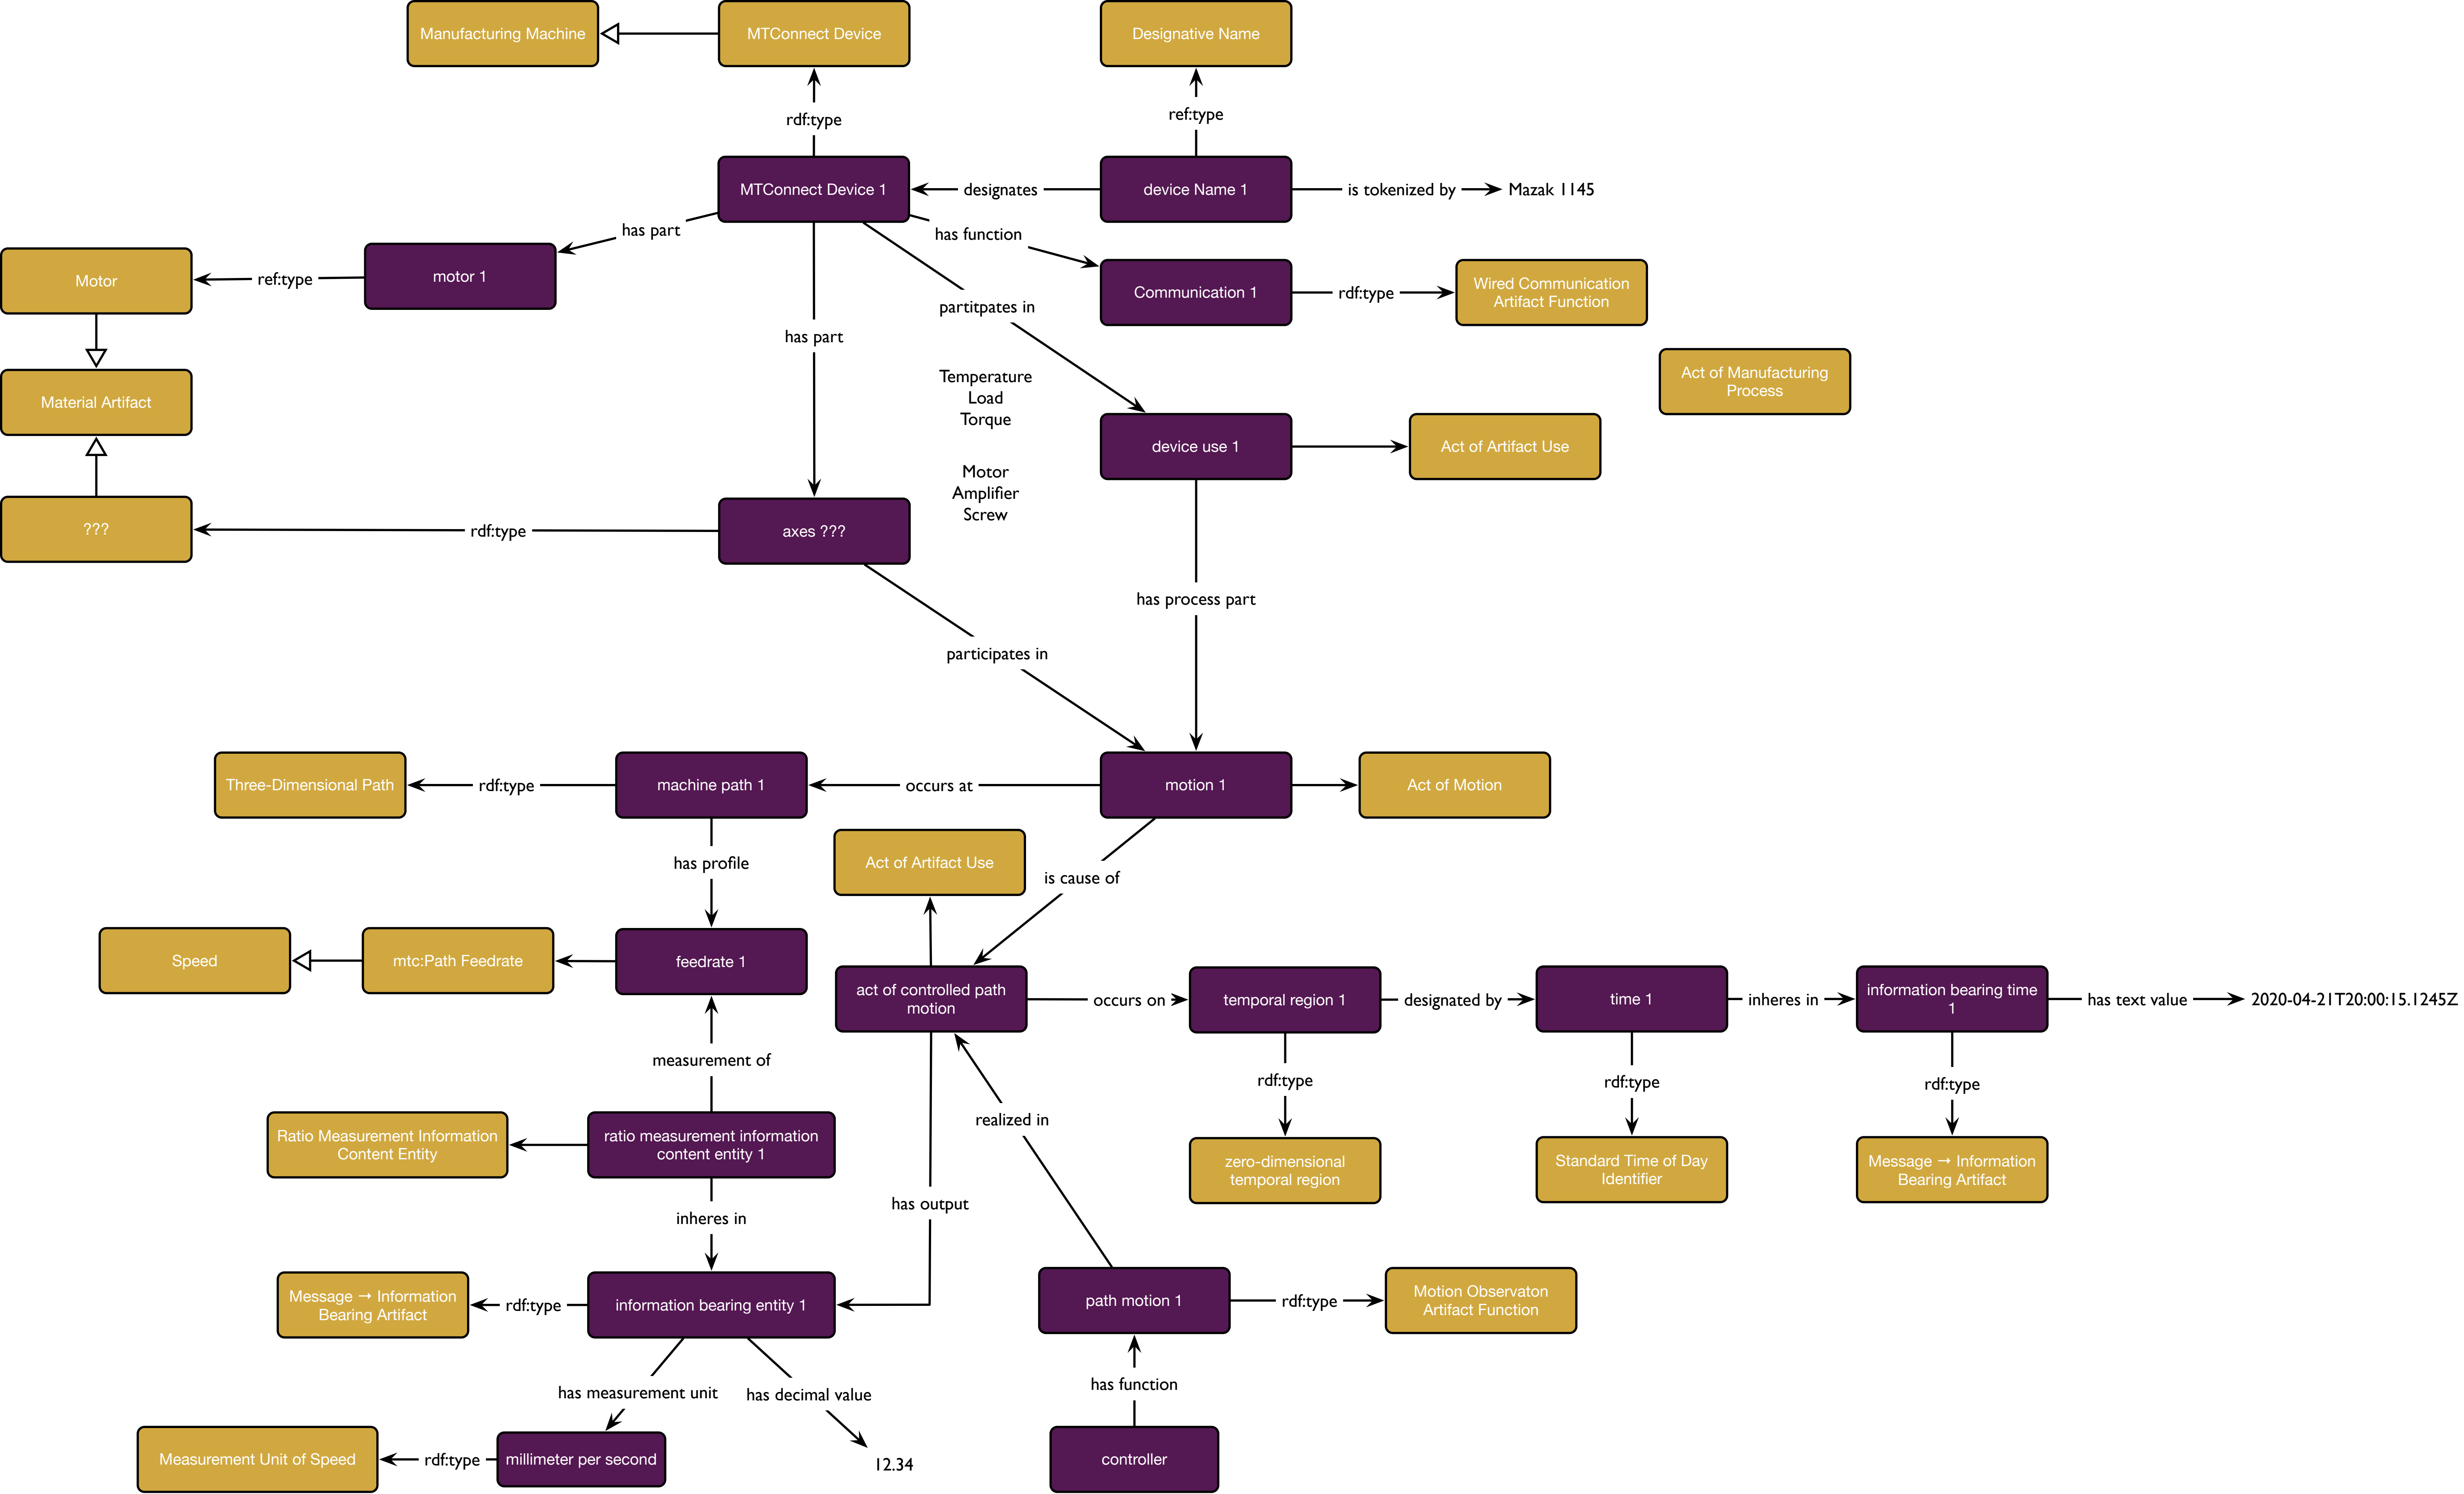 Manufacturing Machine
MTConnect Device
Designative Name
rdf:type
ref:type
MTConnect Device 1
designates
device Name 1
is tokenized by
Mazak 1145
has part
has function
Motor
ref:type
motor 1
Communication 1
rdf:type
Wired Communication
Artifact Function
partitpates in
has part
Act of Manufacturing
Process
Material Artifact
Temperature
Load
Torque
device use 1
Act of Artifact Use
Motor
Amplifier
Screw
???
rdf:type
axes ???
has process part
participates in
Three-Dimensional Path
rdf:type
machine path 1
occurs at
motion 1
Act of Motion
has profile
Act of Artifact Use
is cause of
Speed
mtc:Path Feedrate
feedrate 1
act of controlled path
motion
occurs on
temporal region 1
designated by
time 1
inheres in
information bearing time
1
has text value
2020-04-21T20:00:15.1245Z
measurement of
rdf:type
rdf:type
rdf:type
realized in
Ratio Measurement Information
Content Entity
ratio measurement information
content entity 1
zero-dimensional
temporal region
Standard Time of Day
Identifier
Message → Information
Bearing Artifact
has output
inheres in
Message → Information
Bearing Artifact
rdf:type
information bearing entity 1
path motion 1
rdf:type
Motion Observaton
Artifact Function
has measurement unit
has decimal value
has function
Measurement Unit of Speed
rdf:type
millimeter per second
12.34
controller